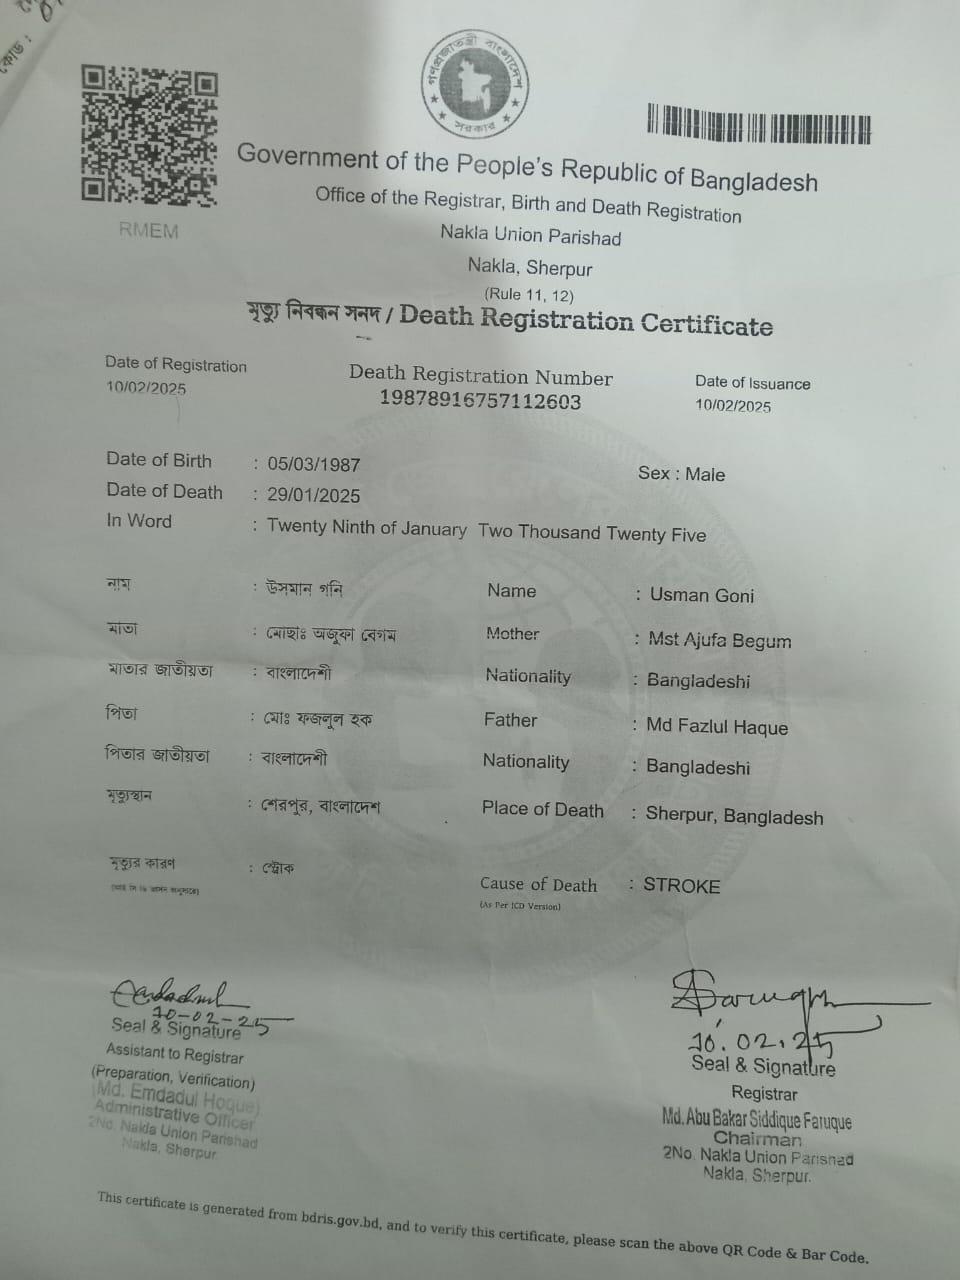 কোড :
গণপ্রজাতন্ত্রী বাংলাদেশ
সরকার
Government of the People's Republic of Bangladesh
Office of the Registrar, Birth and Death Registration
RMEM
Nakla Union Parishad
Nakla, Sherpur
(Rule 11, 12)
মৃত্যু নিবন্ধন সনদ / Death Registration Certificate
Date of Registration Death Registration Number Date of Issuance
10/02/2025 19878916757112603 10/02/2025
Date of Birth : 05/03/1987 Sex : Male
Date of Death : 29/01/2025
In Word : Twenty Ninth of January Two Thousand Twenty Five
নাম : উসমান গনি Name : Usman Goni
মাতা : মোছাঃ অজুফা বেগম Mother : Mst Ajufa Begum
মাতার জাতীয়তা : বাংলাদেশী Nationality : Bangladeshi
পিতা : মোঃ ফজলুল হক Father : Md Fazlul Haque
পিতার জাতীয়তা : বাংলাদেশী Nationality : Bangladeshi
মৃত্যুস্থান : শেরপুর, বাংলাদেশ Place of Death : Sherpur, Bangladesh
মৃত্যুর কারণ : স্ট্রোক Cause of Death : STROKE
(As Per ICD Version)
10-02-25
Seal & Signature
Assistant to Registrar
(Preparation, Verification)
(Md. Emdadul Hoque)
Administrative Officer
2No. Nakla Union Parishad
Nakla, Sherpur.
10.02.25
Seal & Signature
Registrar
Md. Abu Bakar Siddique Faruque
Chairman
2No. Nakla Union Parishad
Nakla, Sherpur.
This certificate is generated from bdris.gov.bd, and to verify this certificate, please scan the above QR Code & Bar Code.